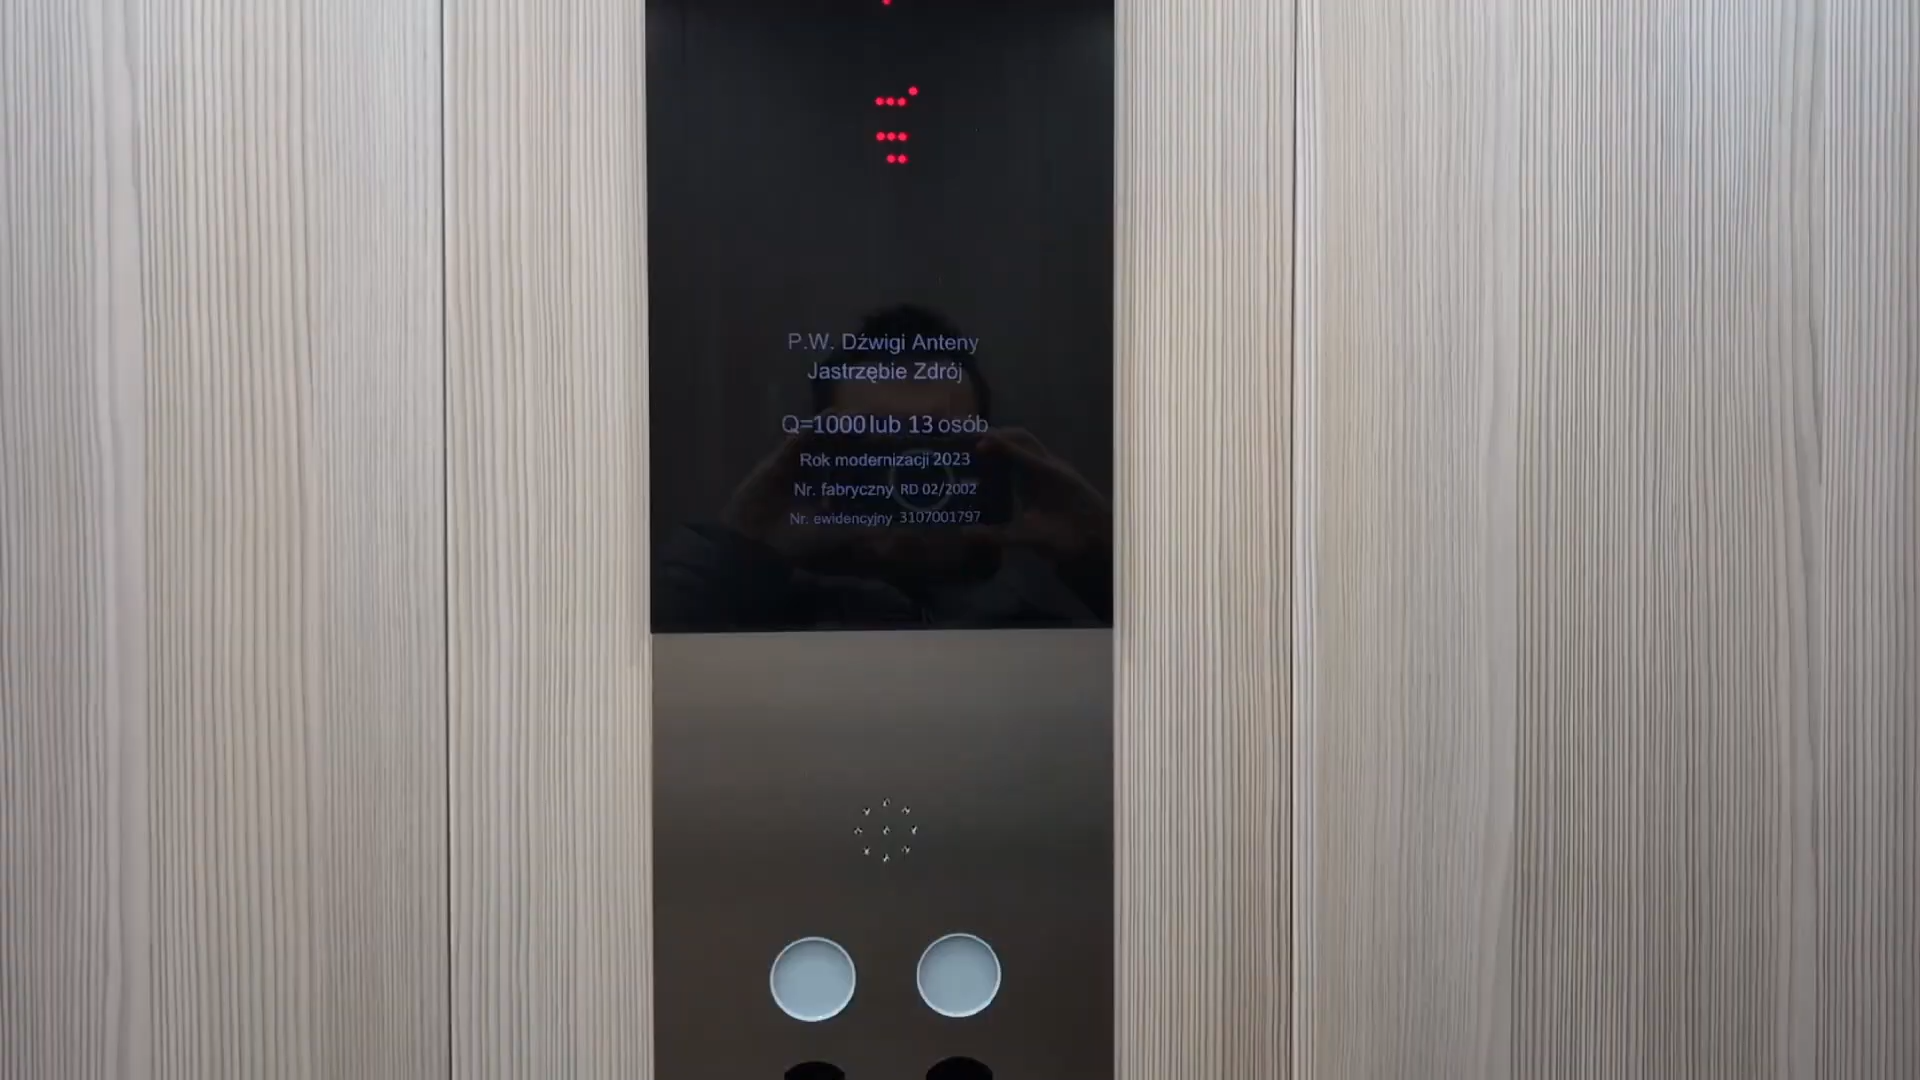 P.W. Dźwigi Anteny
Jastrzębie Zdrój
Q=1000 lub 13 osób
Rok modernizacji 2023
Nr. fabryczny RD 02/2002
Nr. ewidencyjny 3107001797